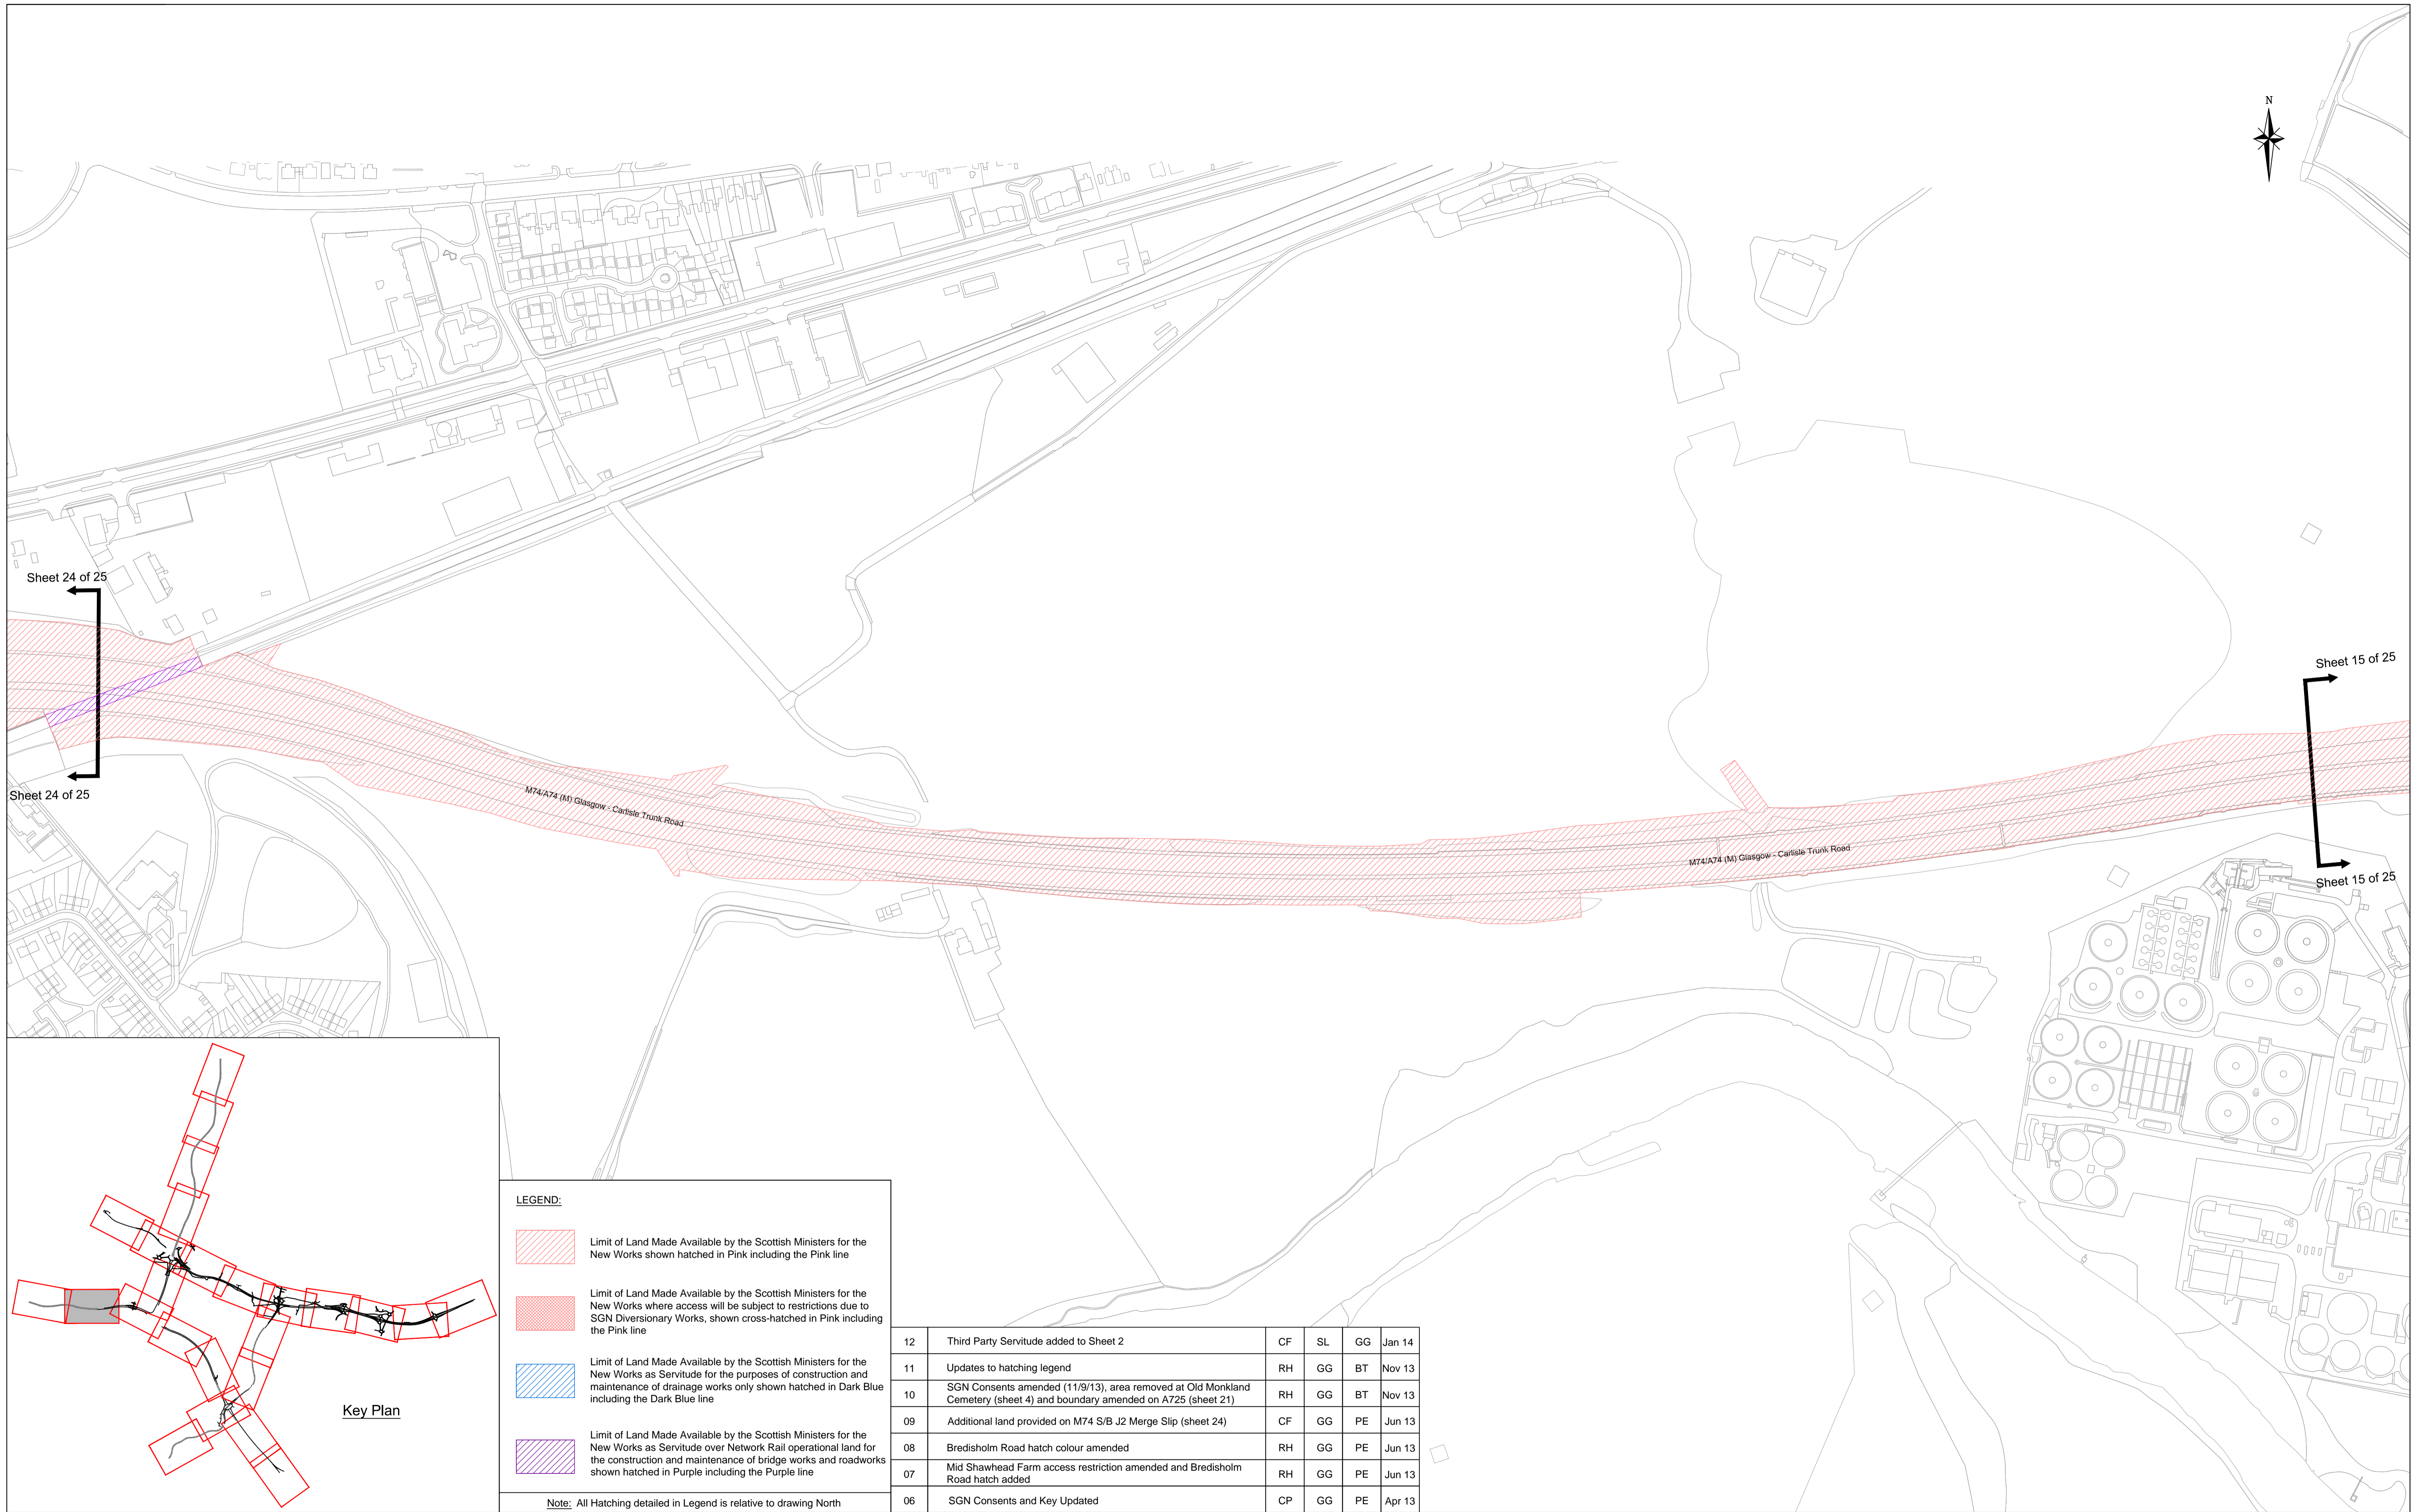 N
Sheet 24 of 25
Sheet 15 of 25
Sheet 24 of 25
M74/A74 (M) Glasgow - Carlisle Trunk Road
M74/A74 (M) Glasgow - Carlisle Trunk Road
Sheet 15 of 25
Key Plan
LEGEND:
Limit of Land Made Available by the Scottish Ministers for the
New Works shown hatched in Pink including the Pink line
Limit of Land Made Available by the Scottish Ministers for the
New Works where access will be subject to restrictions due to
SGN Diversionary Works, shown cross-hatched in Pink including
the Pink line
Limit of Land Made Available by the Scottish Ministers for the
New Works as Servitude for the purposes of construction and
maintenance of drainage works only shown hatched in Dark Blue
including the Dark Blue line
Limit of Land Made Available by the Scottish Ministers for the
New Works as Servitude over Network Rail operational land for
the construction and maintenance of bridge works and roadworks
shown hatched in Purple including the Purple line
Note: All Hatching detailed in Legend is relative to drawing North
12 Third Party Servitude added to Sheet 2 CF SL GG Jan 14
11 Updates to hatching legend RH GG BT Nov 13
10 SGN Consents amended (11/9/13), area removed at Old Monkland
Cemetery (sheet 4) and boundary amended on A725 (sheet 21) RH GG BT Nov 13
09 Additional land provided on M74 S/B J2 Merge Slip (sheet 24) CF GG PE Jun 13
08 Bredisholm Road hatch colour amended RH GG PE Jun 13
07 Mid Shawhead Farm access restriction amended and Bredisholm
Road hatch added RH GG PE Jun 13
06 SGN Consents and Key Updated CP GG PE Apr 13